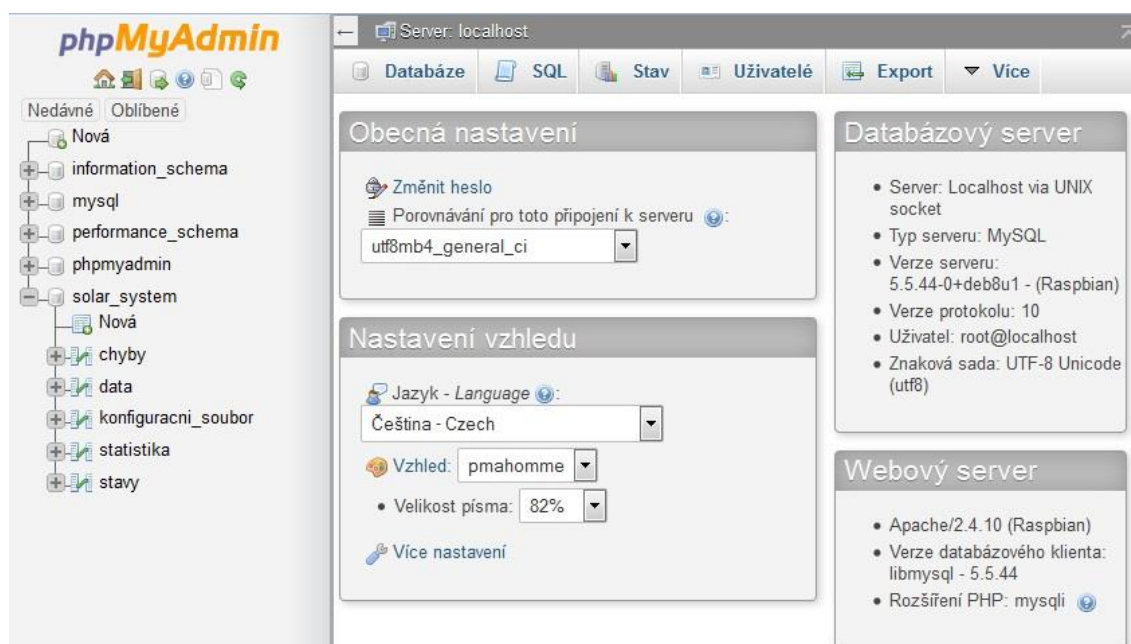 phpMyAdmin
Nedávné Oblíbené
Nová
information_schema
mysql
performance_schema
phpmyadmin
solar_system
Nová
chyby
data
konfiguracni_soubor
statistika
stavy
Server: localhost
Databáze SQL Stav Uživatelé Export Více
Obecná nastavení
Změnit heslo
Porovnávání pro toto připojení k serveru :
utf8mb4_general_ci
Nastavení vzhledu
Jazyk - Language :
Čeština - Czech
Vzhled: pmahomme
• Velikost písma: 82%
Více nastavení
Databázový server
• Server: Localhost via UNIX
socket
• Typ serveru: MySQL
• Verze serveru:
5.5.44-0+deb8u1 - (Raspbian)
• Verze protokolu: 10
• Uživatel: root@localhost
• Znaková sada: UTF-8 Unicode
(utf8)
Webový server
• Apache/2.4.10 (Raspbian)
• Verze databázového klienta:
libmysql - 5.5.44
• Rozšíření PHP: mysqli